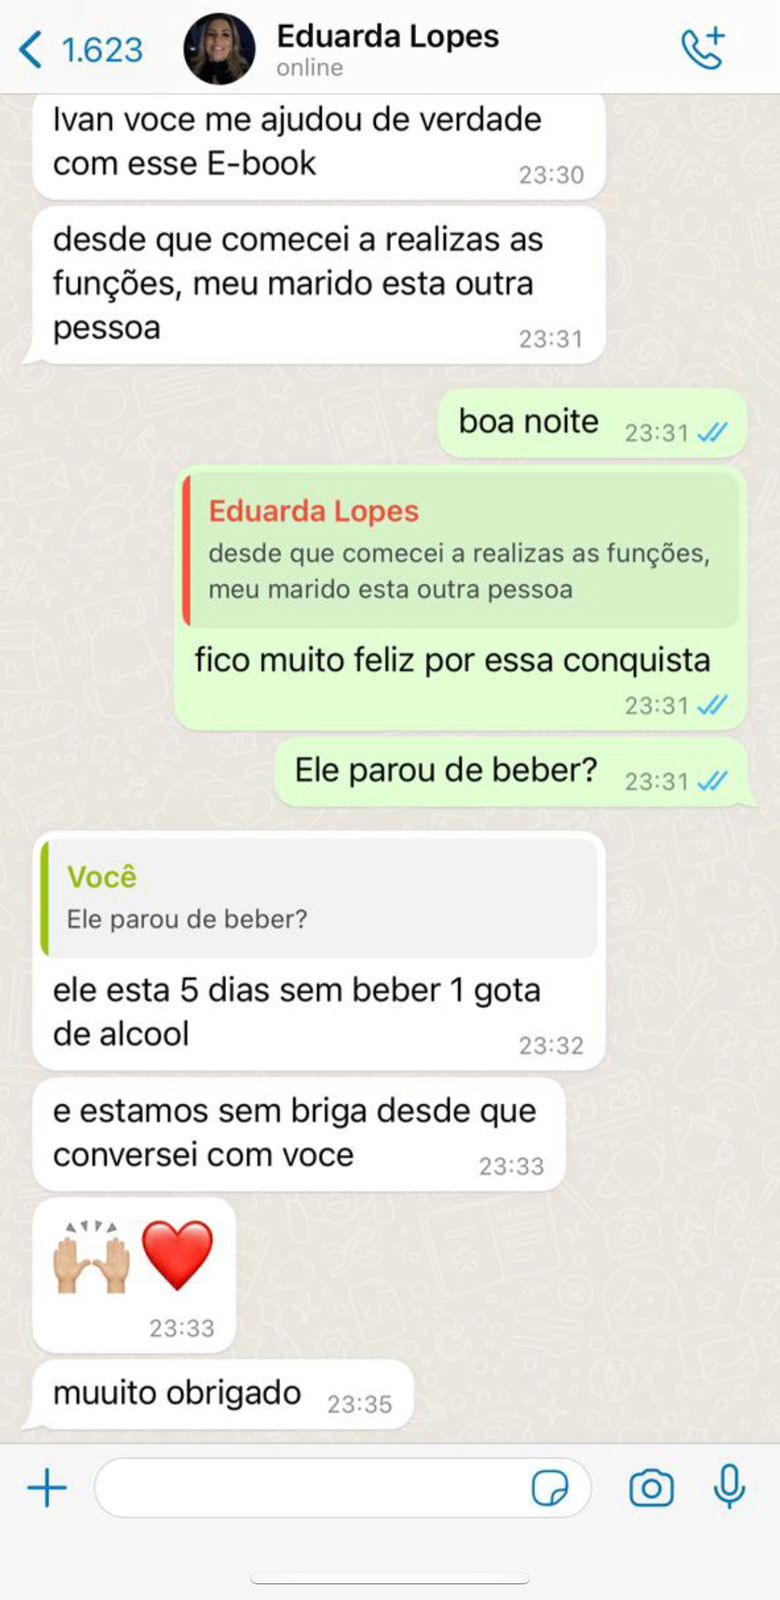 1.623
Eduarda Lopes
online
Ivan voce me ajudou de verdade
com esse E-book
23:30
desde que comecei a realizas as
funções, meu marido esta outra
pessoa
23:31
boa noite 23:31
Eduarda Lopes
desde que comecei a realizas as funções,
meu marido esta outra pessoa
fico muito feliz por essa conquista
23:31
Ele parou de beber? 23:31
Você
Ele parou de beber?
ele esta 5 dias sem beber 1 gota
de alcool
23:32
e estamos sem briga desde que
conversei com voce
23:33
🙌🏼❤️
23:33
muuito obrigado 23:35